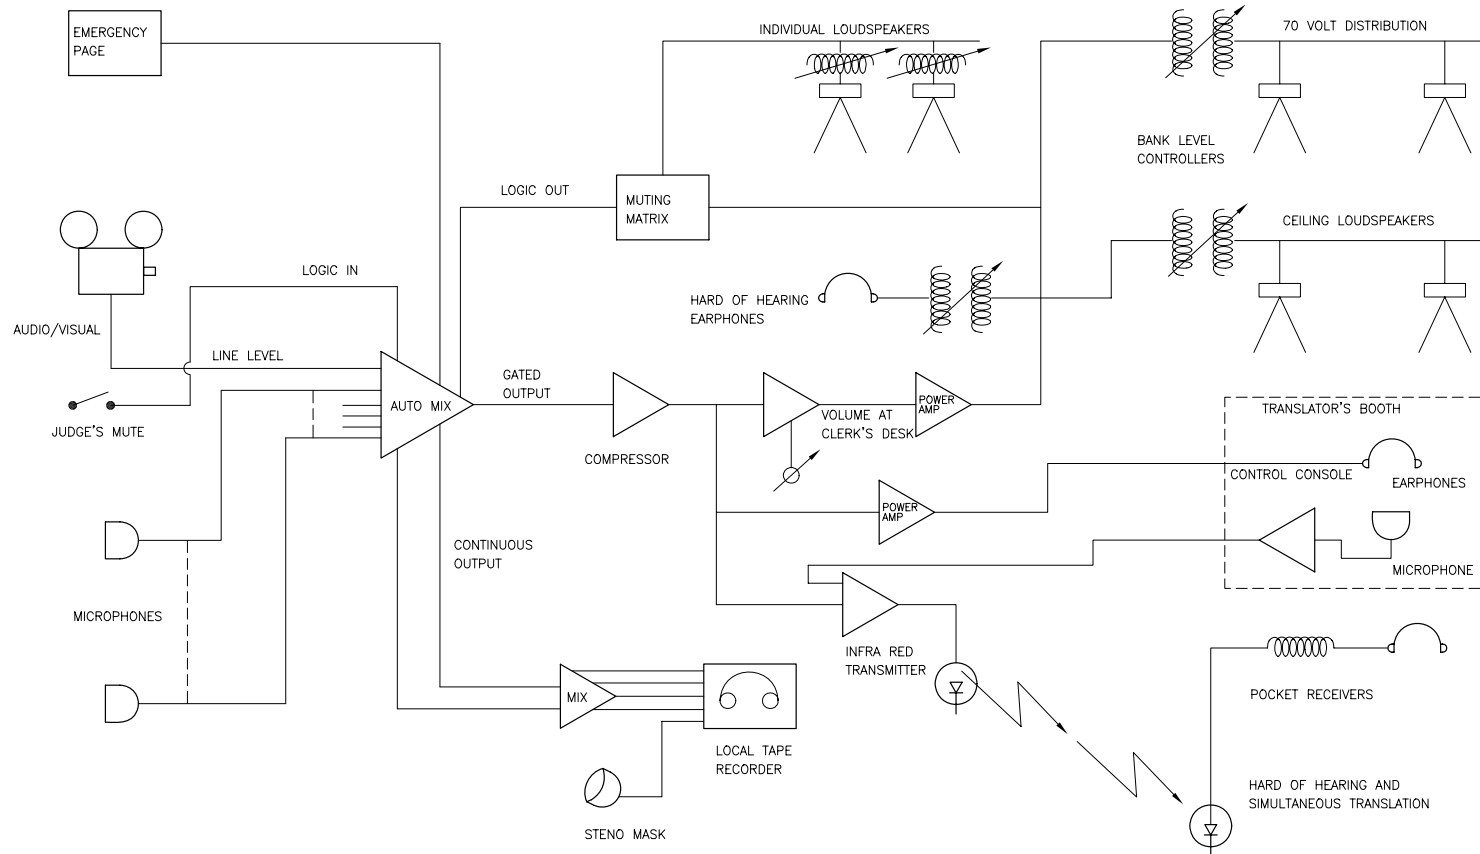 EMERGENCY
PAGE
INDIVIDUAL LOUDSPEAKERS
70 VOLT DISTRIBUTION
BANK LEVEL
CONTROLLERS
LOGIC OUT
MUTING
MATRIX
CEILING LOUDSPEAKERS
LOGIC IN
HARD OF HEARING
EARPHONES
AUDIO/VISUAL
LINE LEVEL
GATED
OUTPUT
AUTO MIX
JUDGE'S MUTE
COMPRESSOR
VOLUME AT
CLERK'S DESK
POWER
AMP
TRANSLATOR'S BOOTH
CONTROL CONSOLE
EARPHONES
POWER
AMP
CONTINUOUS
OUTPUT
MICROPHONE
MICROPHONES
INFRA RED
TRANSMITTER
MIX
POCKET RECEIVERS
LOCAL TAPE
RECORDER
HARD OF HEARING AND
SIMULTANEOUS TRANSLATION
STENO MASK